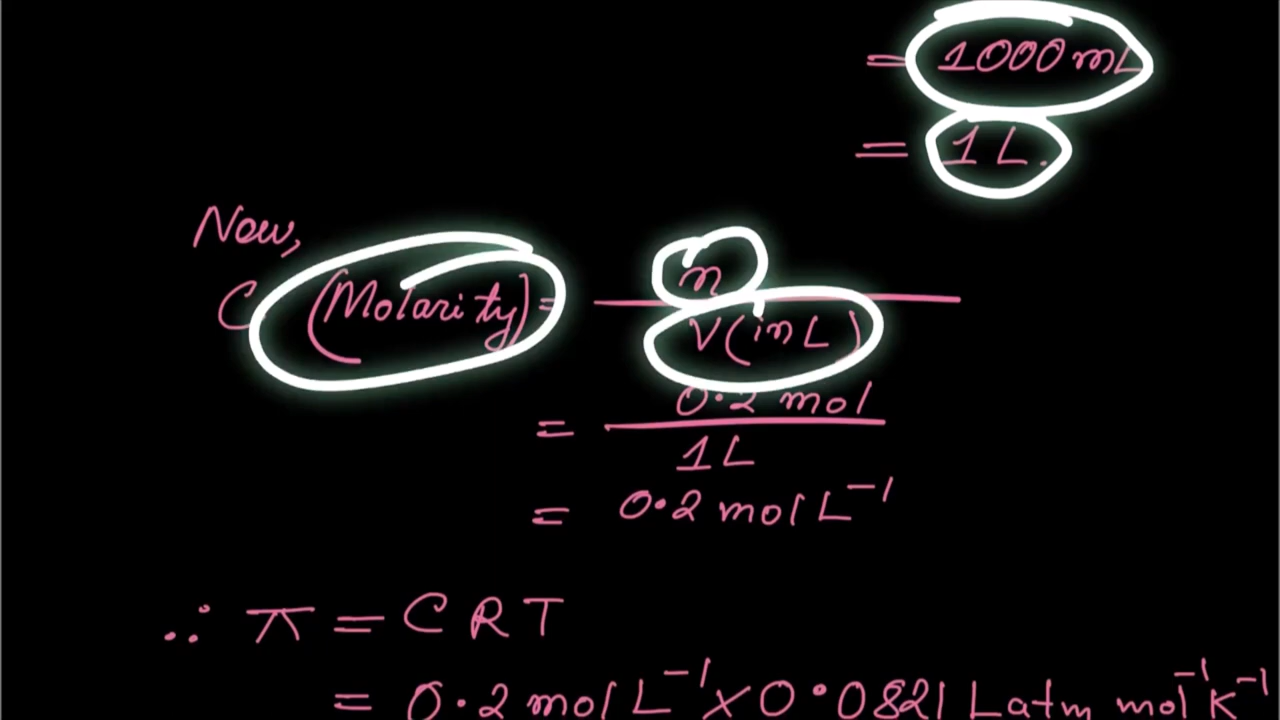 = 1000 mL
= 1 L.
Now,
C (Molarity) = n / V (in L)
= 0.2 mol / 1 L
= 0.2 mol L⁻¹
∴ π = C R T
= 0.2 mol L⁻¹ × 0.0821 L atm mol⁻¹ K⁻¹